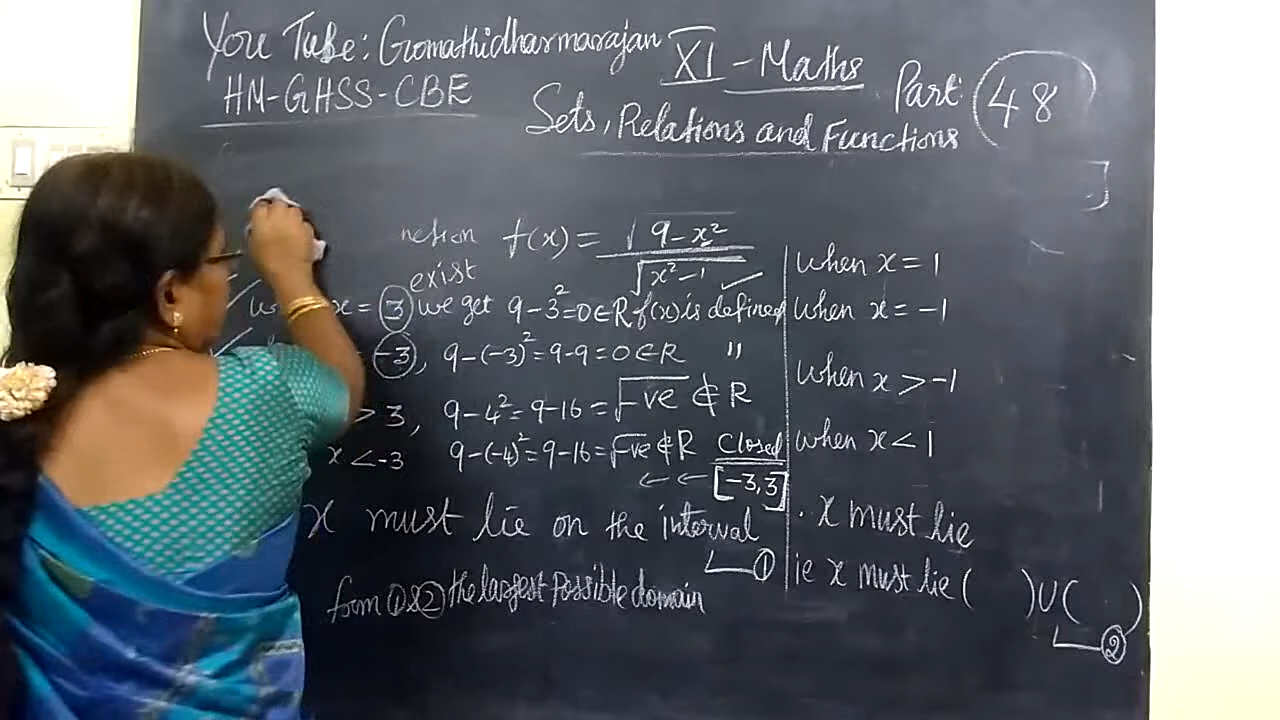 You Tube: Gomathidharmarajan
HM-GHSS-CBE
XI - Maths
Part: 48
Sets, Relations and Functions
f(x) = √9-x² / √x²-1
exist
x = 3 we get 9-3²=0∈R f(x) is defined
-3, 9-(-3)²=9-9=0∈R "
> 3, 9-4²=9-16=√-ve ∉ R
x <-3 9-(-4)²=9-16=√-ve ∉ R closed
← ← [-3,3]
x must lie on the interval
①
form ①&② the largest possible domain
when x = 1
when x = -1
when x > -1
when x < 1
. x must lie
ie x must lie ( )∪( )
②